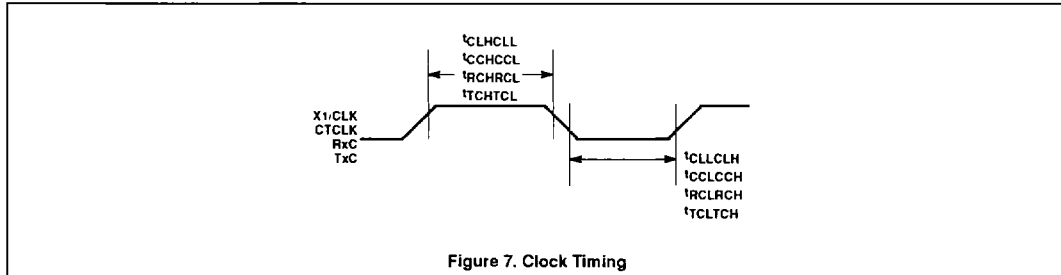 tCLHCLL
tCCHCCL
tRCHRCL
tTCHTCL
X1/CLK
CTCLK
RxC
TxC
tCLLCLH
tCCLCCH
tRCLRCH
tTCLTCH
Figure 7. Clock Timing